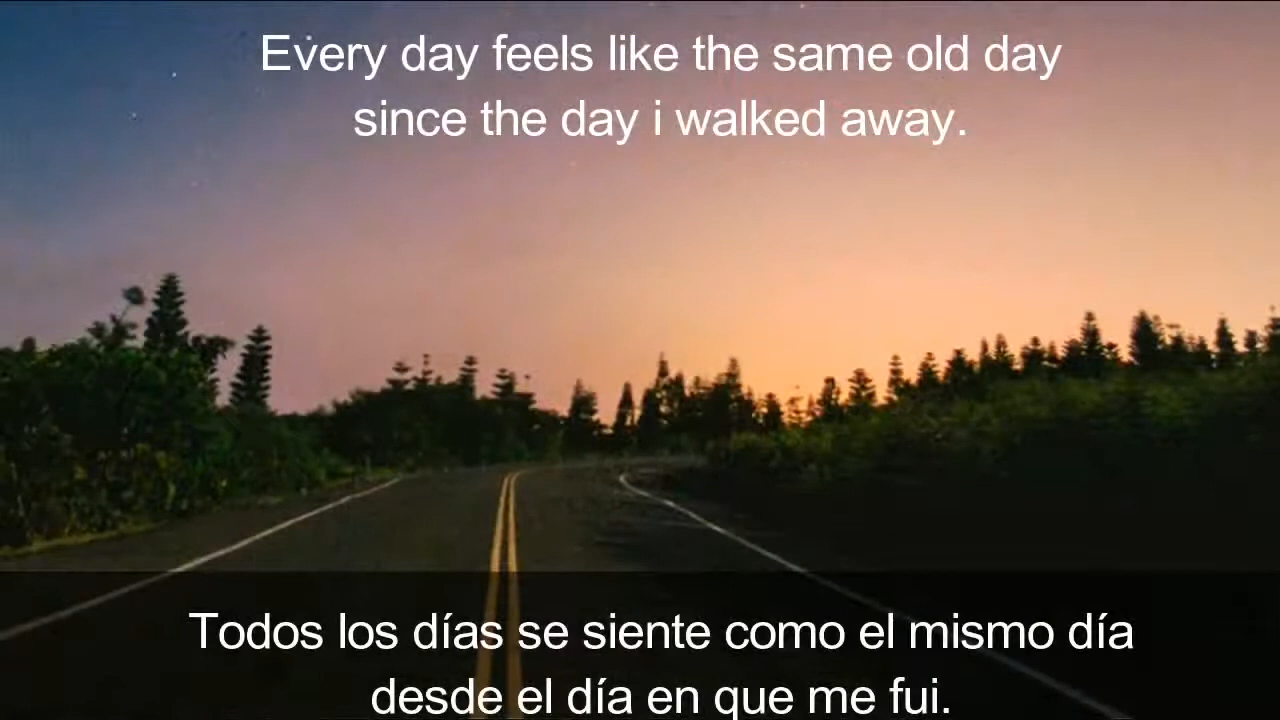 Every day feels like the same old day
since the day i walked away.
Todos los días se siente como el mismo día
desde el día en que me fui.